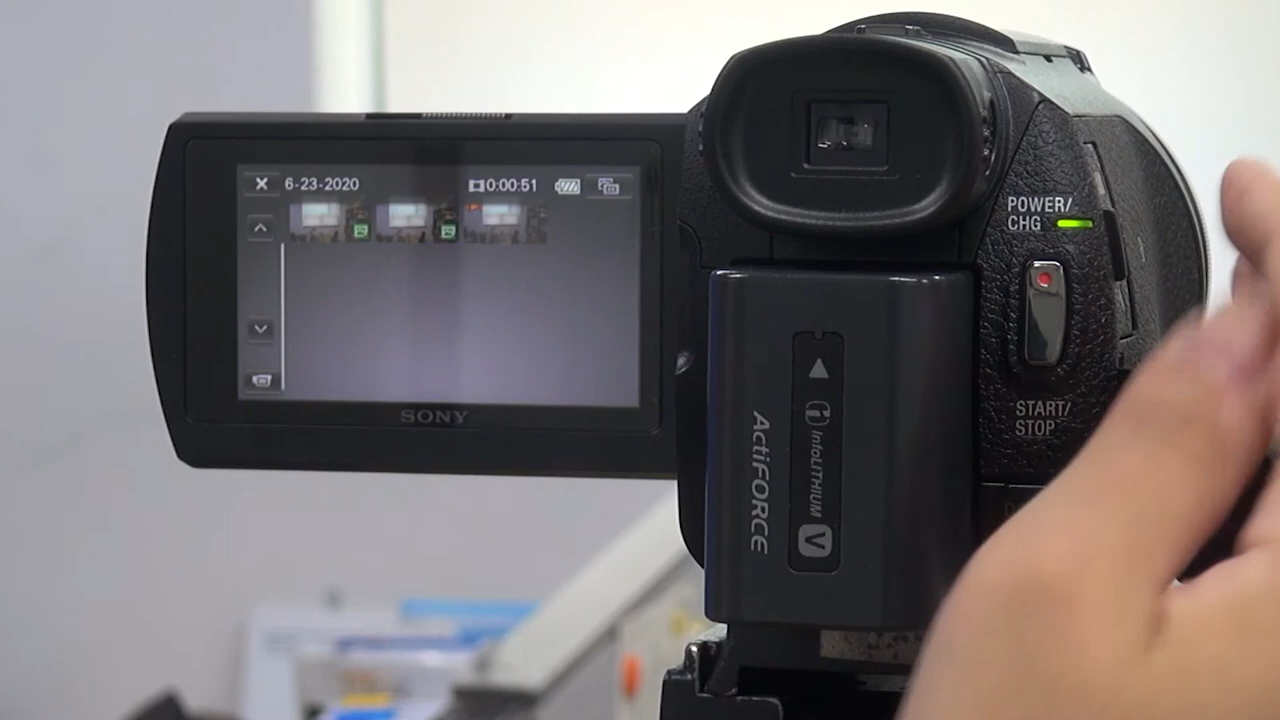 6-23-2020
0:00:51
SONY
POWER/
CHG
START/
STOP
i InfoLITHIUM V
ActiFORCE